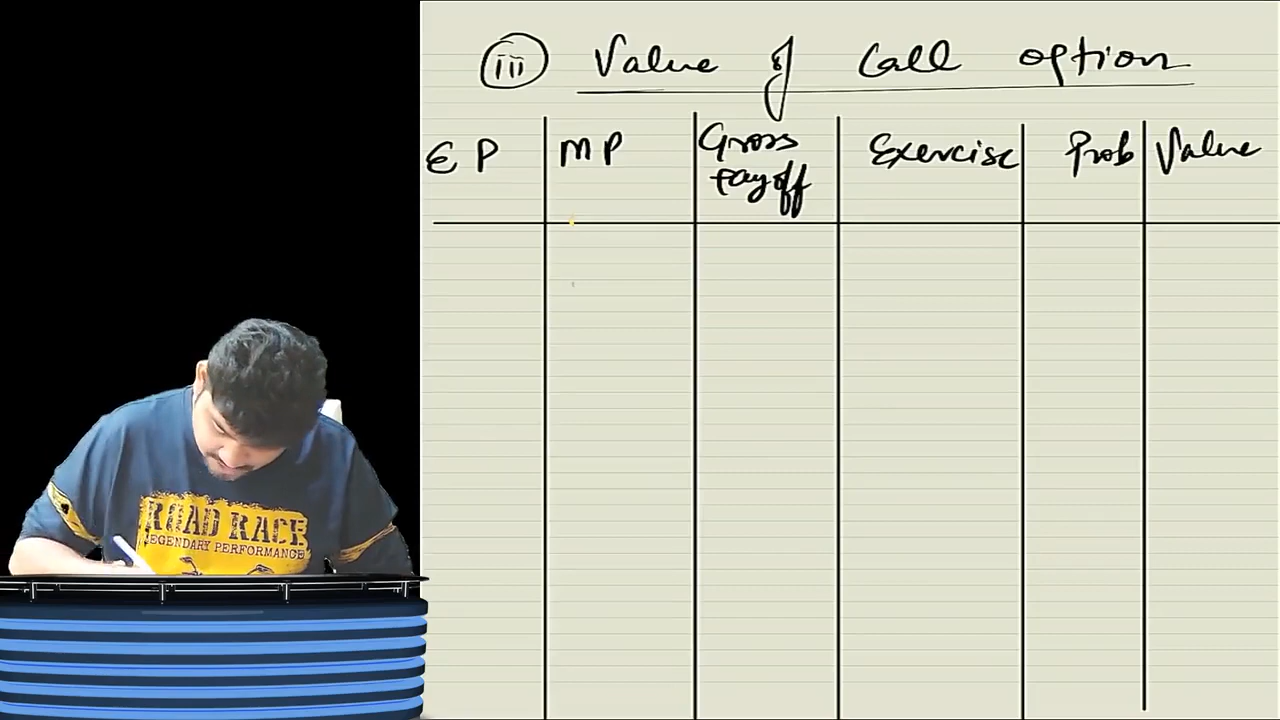 iii Value of Call option
EP MP Gross payoff Exercise Prob Value
ROAD RACE
LEGENDARY PERFORMANCE